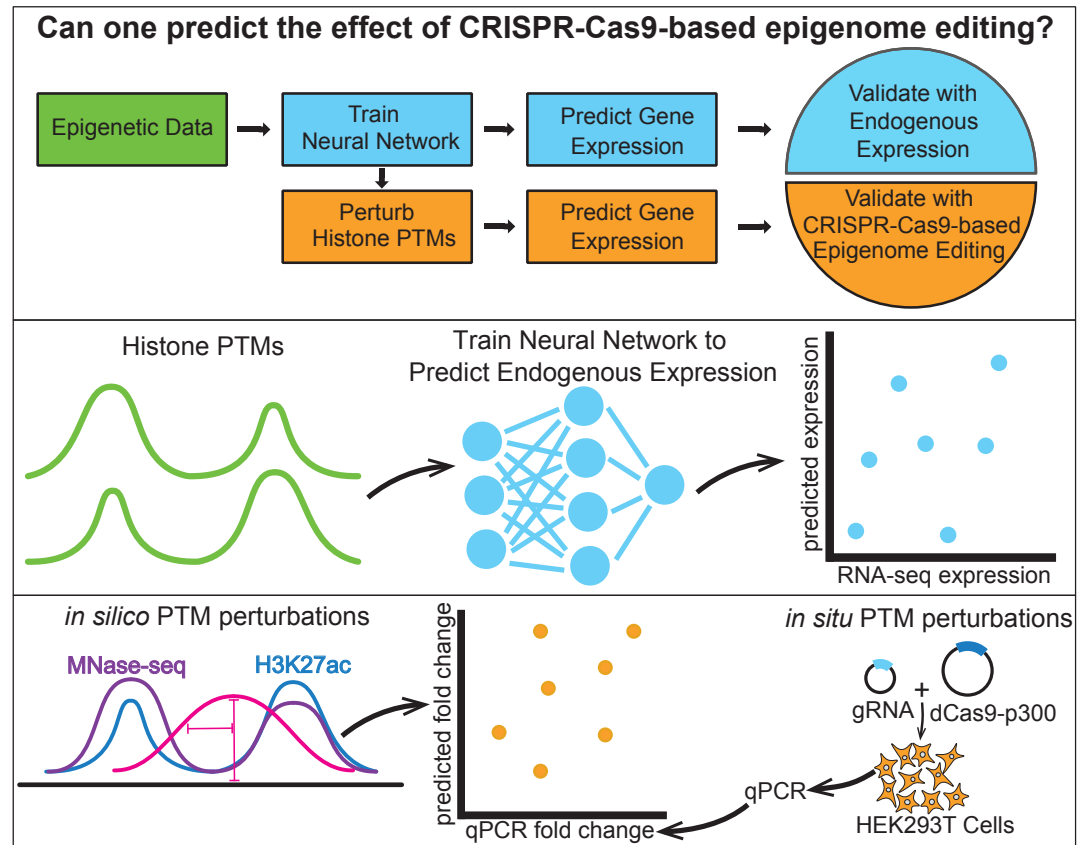 Can one predict the effect of CRISPR-Cas9-based epigenome editing?
Epigenetic Data
Train
Neural Network
Predict Gene
Expression
Validate with
Endogenous
Expression
Perturb
Histone PTMs
Predict Gene
Expression
Validate with
CRISPR-Cas9-based
Epigenome Editing
Histone PTMs
Train Neural Network to
Predict Endogenous Expression
predicted expression
RNA-seq expression
in silico PTM perturbations
MNase-seq
H3K27ac
predicted fold change
qPCR fold change
in situ PTM perturbations
+
gRNA
dCas9-p300
qPCR
HEK293T Cells